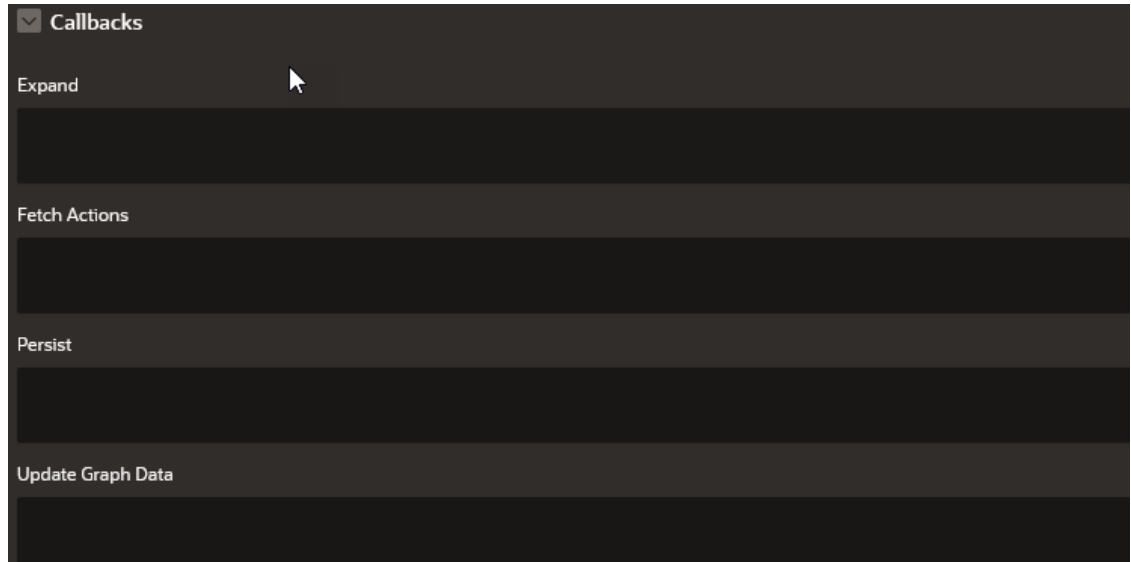 Callbacks
Expand
Fetch Actions
Persist
Update Graph Data